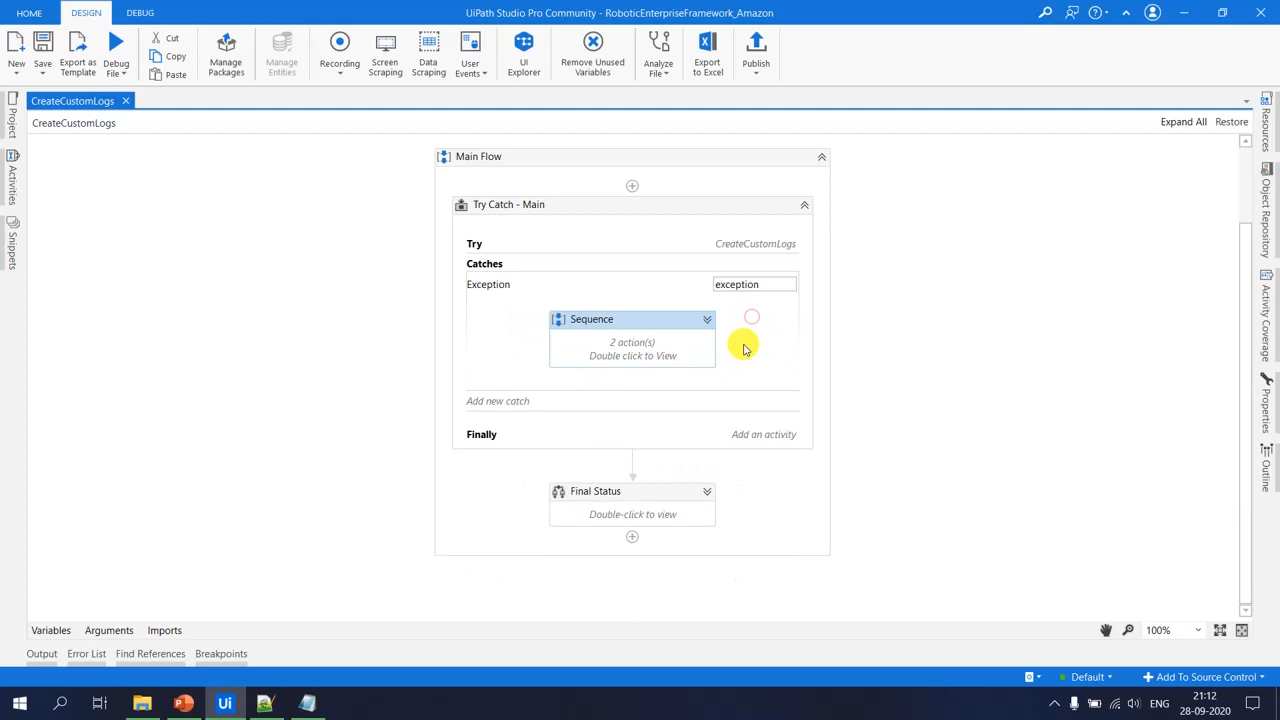 HOME
DESIGN
DEBUG
UiPath Studio Pro Community - RoboticEnterpriseFramework_Amazon
New
Save
Export as
Template
Debug
File
Cut
Copy
Paste
Manage
Packages
Manage
Entities
Recording
Screen
Scraping
Data
Scraping
User
Events
UI
Explorer
Remove Unused
Variables
Analyze
File
Export
to Excel
Publish
CreateCustomLogs
CreateCustomLogs
Expand All
Restore
Project
Activities
Snippets
Resources
Object Repository
Activity Coverage
Properties
Outline
Main Flow
Try Catch - Main
Try
CreateCustomLogs
Catches
Exception
exception
Sequence
2 action(s)
Double click to View
Add new catch
Finally
Add an activity
Final Status
Double-click to view
Variables
Arguments
Imports
100%
Output
Error List
Find References
Breakpoints
Default
Add To Source Control
Ui
ENG
21:12
28-09-2020